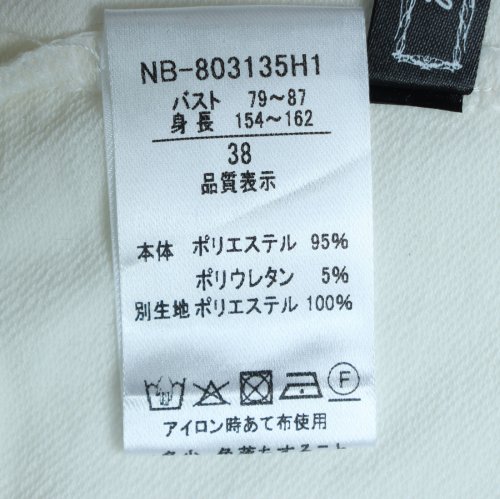 NB-803135H1
バスト 79～87
身長 154～162
38
品質表示
本体 ポリエステル 95%
ポリウレタン 5%
別生地 ポリエステル 100%
F
アイロン時あて布使用